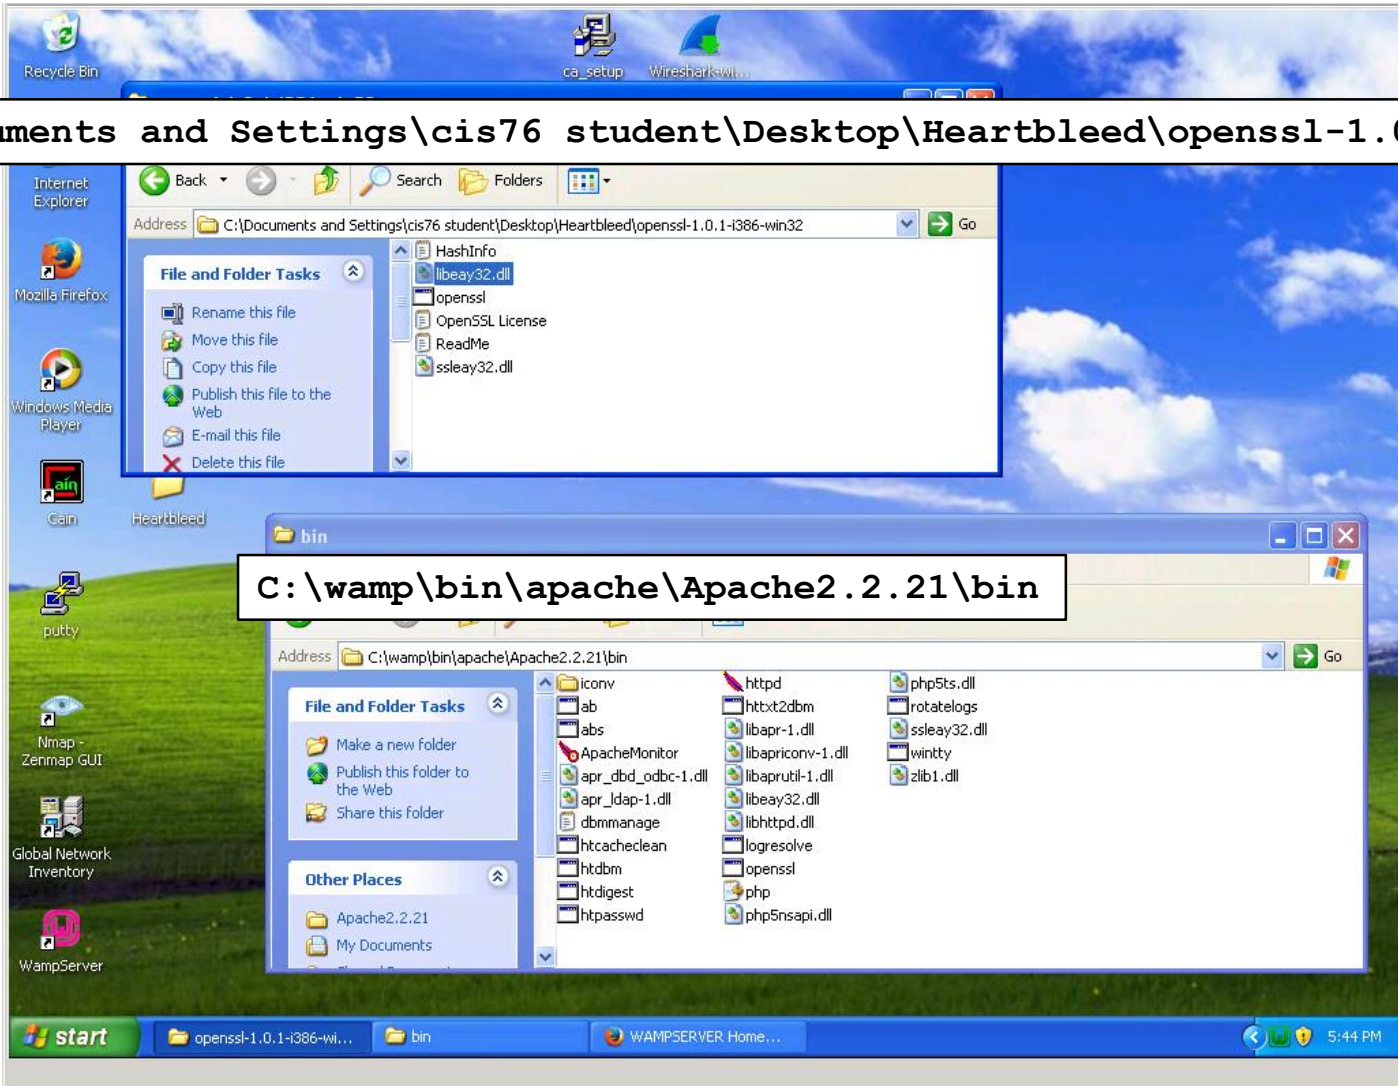 Recycle Bin
ca_setup
Wireshark-wi...
uments and Settings\cis76 student\Desktop\Heartbleed\openssl-1.0
Internet
Explorer
Back
Search
Folders
Address
C:\Documents and Settings\cis76 student\Desktop\Heartbleed\openssl-1.0.1-i386-win32
Go
Mozilla Firefox
File and Folder Tasks
Rename this file
Move this file
Copy this file
Publish this file to the
Web
E-mail this file
Delete this file
HashInfo
libeay32.dll
openssl
OpenSSL License
ReadMe
ssleay32.dll
Windows Media
Player
Cain
Heartbleed
bin
C:\wamp\bin\apache\Apache2.2.21\bin
putty
Address
C:\wamp\bin\apache\Apache2.2.21\bin
Go
File and Folder Tasks
Make a new folder
Publish this folder to
the Web
Share this folder
Other Places
Apache2.2.21
My Documents
iconv
ab
abs
ApacheMonitor
apr_dbd_odbc-1.dll
apr_ldap-1.dll
dbmmanage
htcacheclean
htdbm
htdigest
htpasswd
httpd
httxt2dbm
libapr-1.dll
libapriconv-1.dll
libaprutil-1.dll
libeay32.dll
libhttpd.dll
logresolve
openssl
php
php5nsapi.dll
php5ts.dll
rotatelogs
ssleay32.dll
wintty
zlib1.dll
Nmap -
Zenmap GUI
Global Network
Inventory
WampServer
start
openssl-1.0.1-i386-wi...
bin
WAMPSERVER Home...
5:44 PM